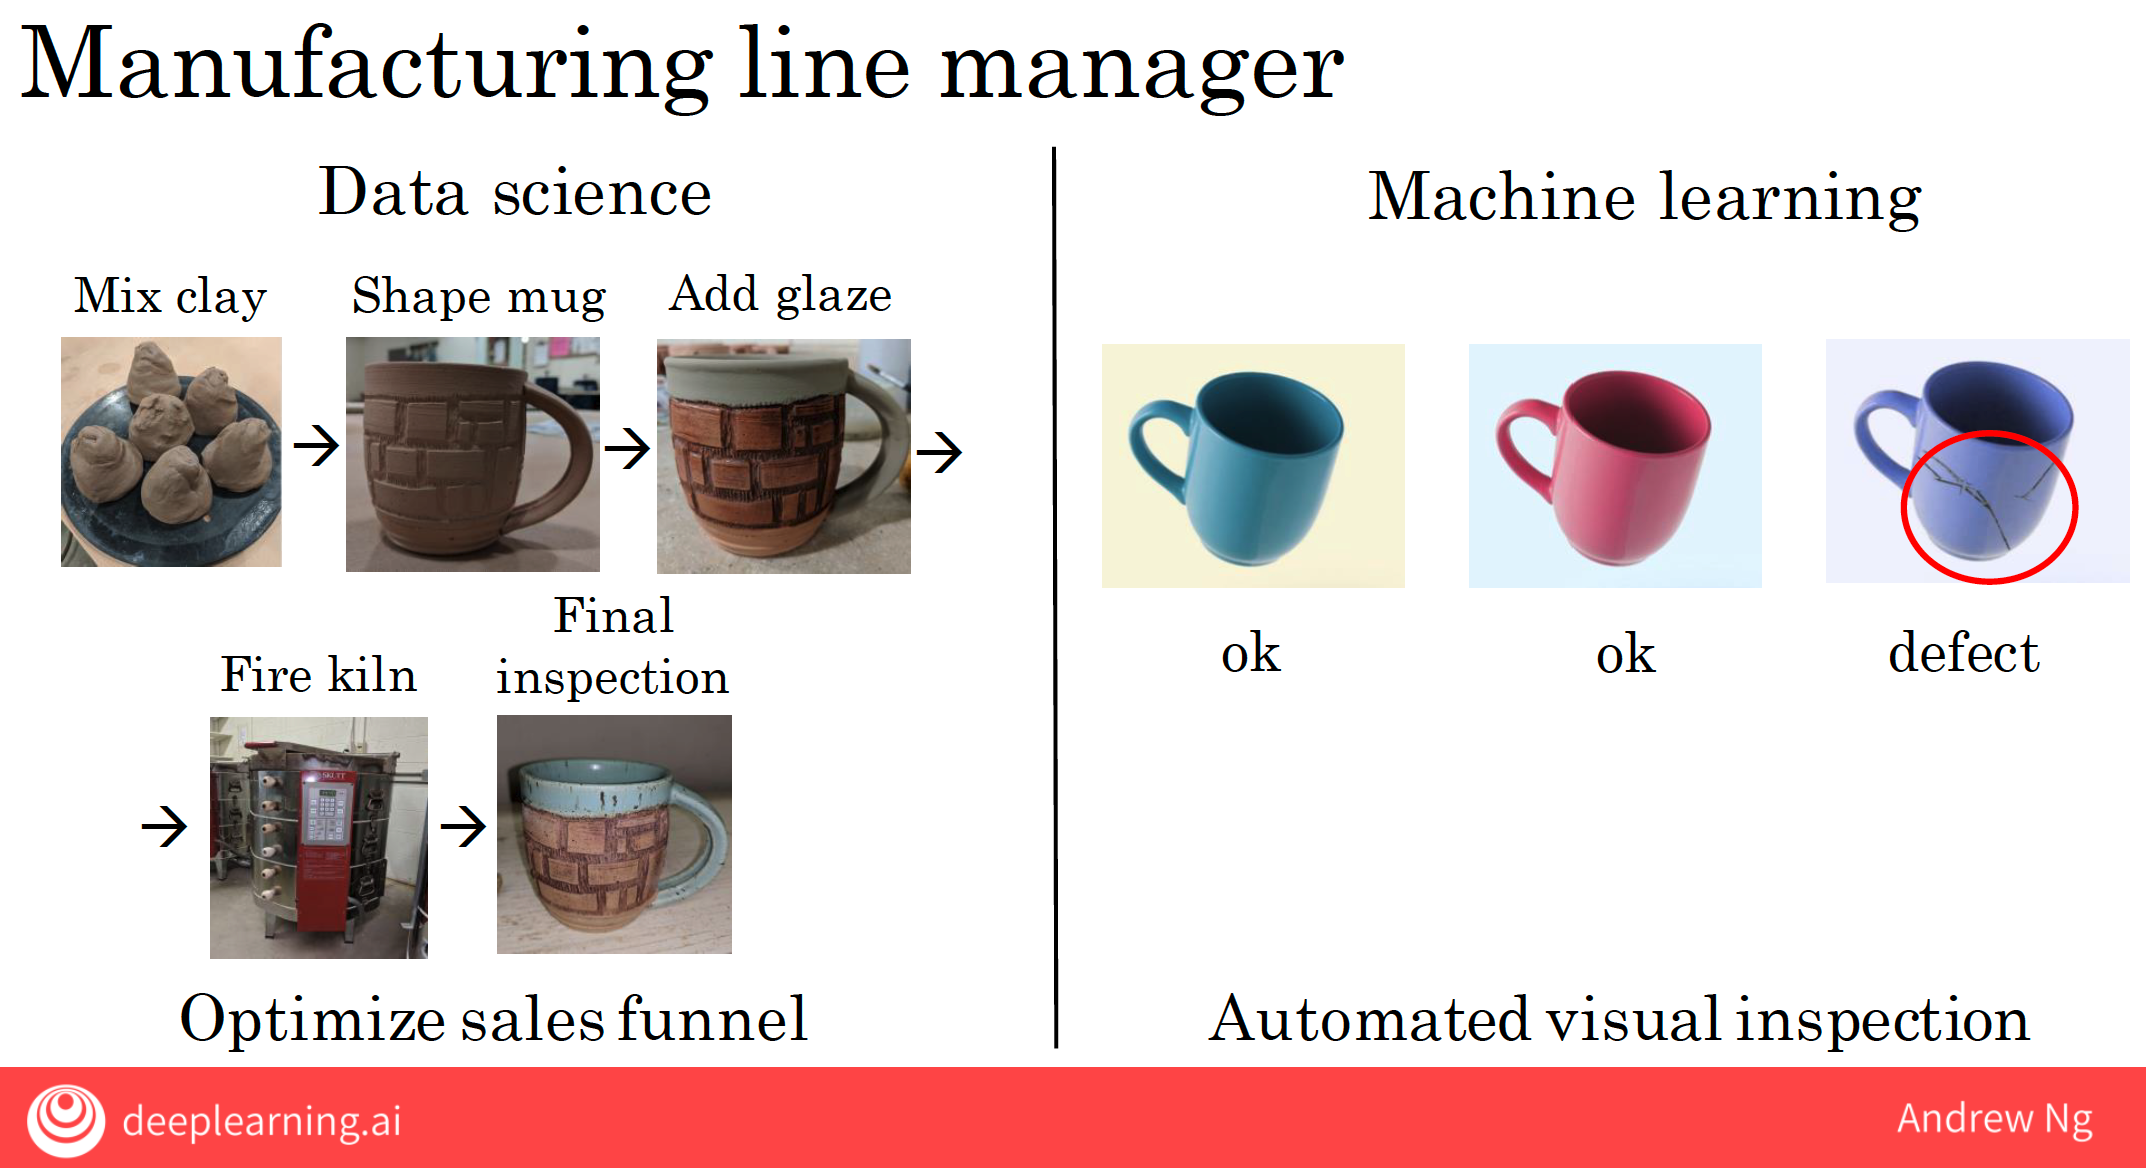 Manufacturing line manager
Data science
Mix clay
Shape mug
Add glaze
→
→
→
Fire kiln
Final
inspection
→
→
SKUTT
Optimize sales funnel
Machine learning
ok
ok
defect
Automated visual inspection
deeplearning.ai
Andrew Ng